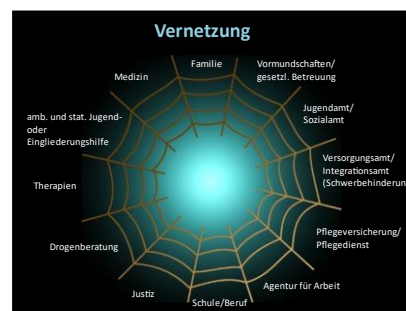 Vernetzung
Familie
Vormundschaften/
gesetzl. Betreuung
Medizin
Jugendamt/
Sozialamt
amb. und stat. Jugend-
oder
Eingliederungshilfe
Versorgungsamt/
Integrationsamt
(Schwerbehinderun
Therapien
Pflegeversicherung/
Pflegedienst
Drogenberatung
Agentur für Arbeit
Justiz
Schule/Beruf